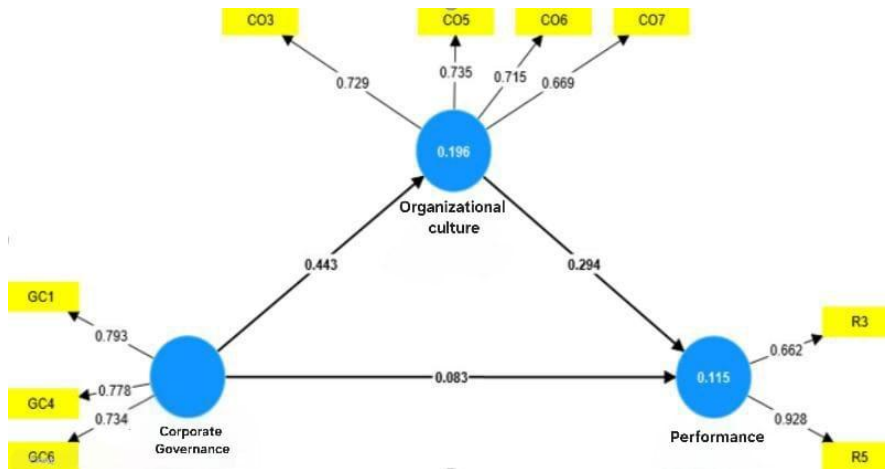 CO3
CO5
CO6
CO7
0.729
0.735
0.715
0.669
0.196
Organizational
culture
0.443
0.294
GC1
0.793
R3
0.662
0.083
0.115
0.778
GC4
0.734
0.928
Corporate
Governance
Performance
GC6
R5